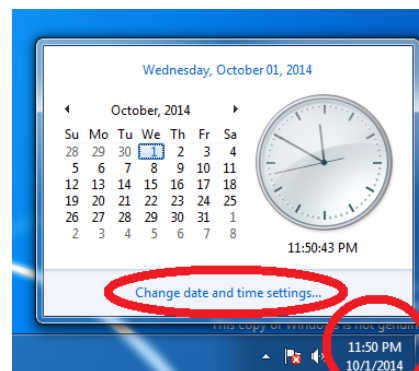 Wednesday, October 01, 2014
October, 2014
Su Mo Tu We Th Fr Sa
28 29 30 1 2 3 4
5 6 7 8 9 10 11
12 13 14 15 16 17 18
19 20 21 22 23 24 25
26 27 28 29 30 31 1
2 3 4 5 6 7 8
11:50:43 PM
Change date and time settings...
This copy of Windows is not genuin
11:50 PM
10/1/2014